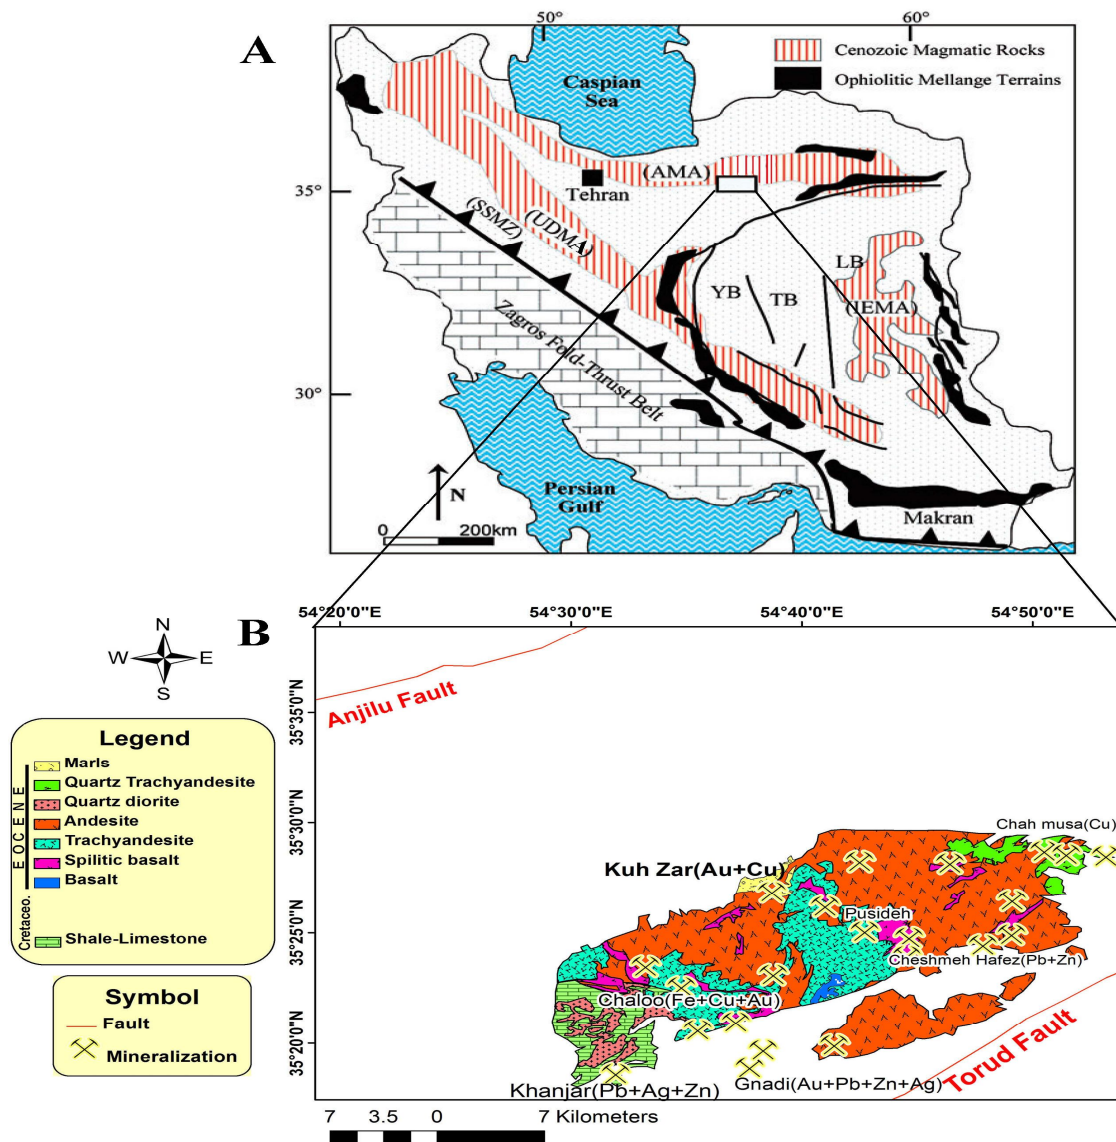 A
50°
60°
Cenozoic Magmatic Rocks
Ophiolitic Mellange Terrains
Caspian
Sea
35°
(AMA)
Tehran
(SSMZ)
(UDMA)
LB
YB
TB
(IEMA)
Zagros Fold-Thrust Belt
30°
N
0
200km
Persian
Gulf
Makran
B
54°20'0"E
54°30'0"E
54°40'0"E
54°50'0"E
N
W
E
S
35°35'0"N
35°30'0"N
35°25'0"N
35°20'0"N
Anjilu Fault
Legend
EOCENE
Cretaceo.
Marls
Quartz Trachyandesite
Quartz diorite
Andesite
Trachyandesite
Spilitic basalt
Basalt
Shale-Limestone
Symbol
Fault
Mineralization
Chah musa(Cu)
Kuh Zar(Au+Cu)
Pusideh
Cheshmeh Hafez(Pb+Zn)
Chaloo(Fe+Cu+Au)
Khanjar(Pb+Ag+Zn)
Gnadi(Au+Pb+Zn+Ag)
Torud Fault
7
3.5
0
7 Kilometers